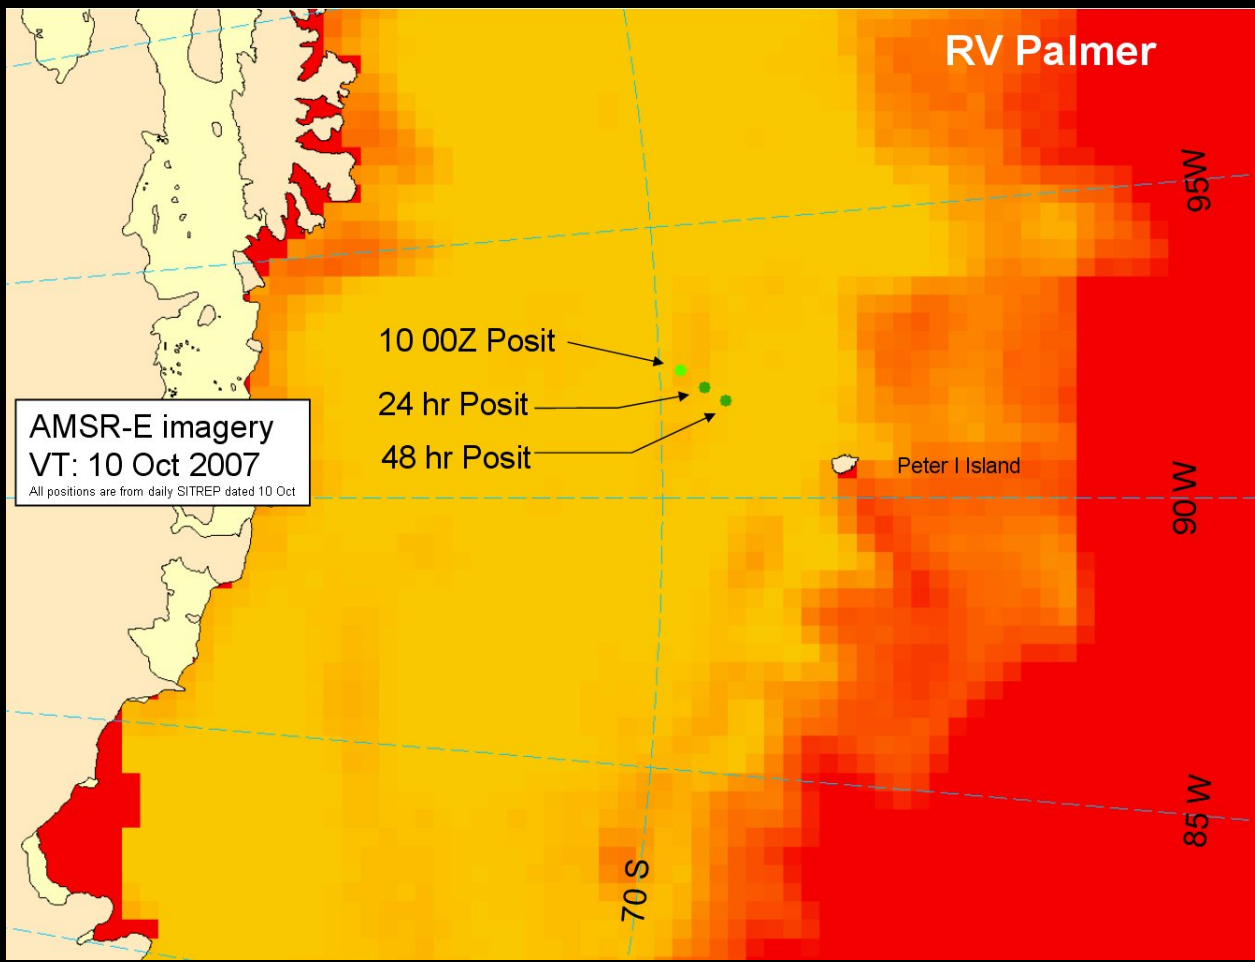 RV Palmer
95W
10 00Z Posit
24 hr Posit
48 hr Posit
AMSR-E imagery
VT: 10 Oct 2007
All positions are from daily SITREP dated 10 Oct
Peter I Island
90 W
85 W
70 S